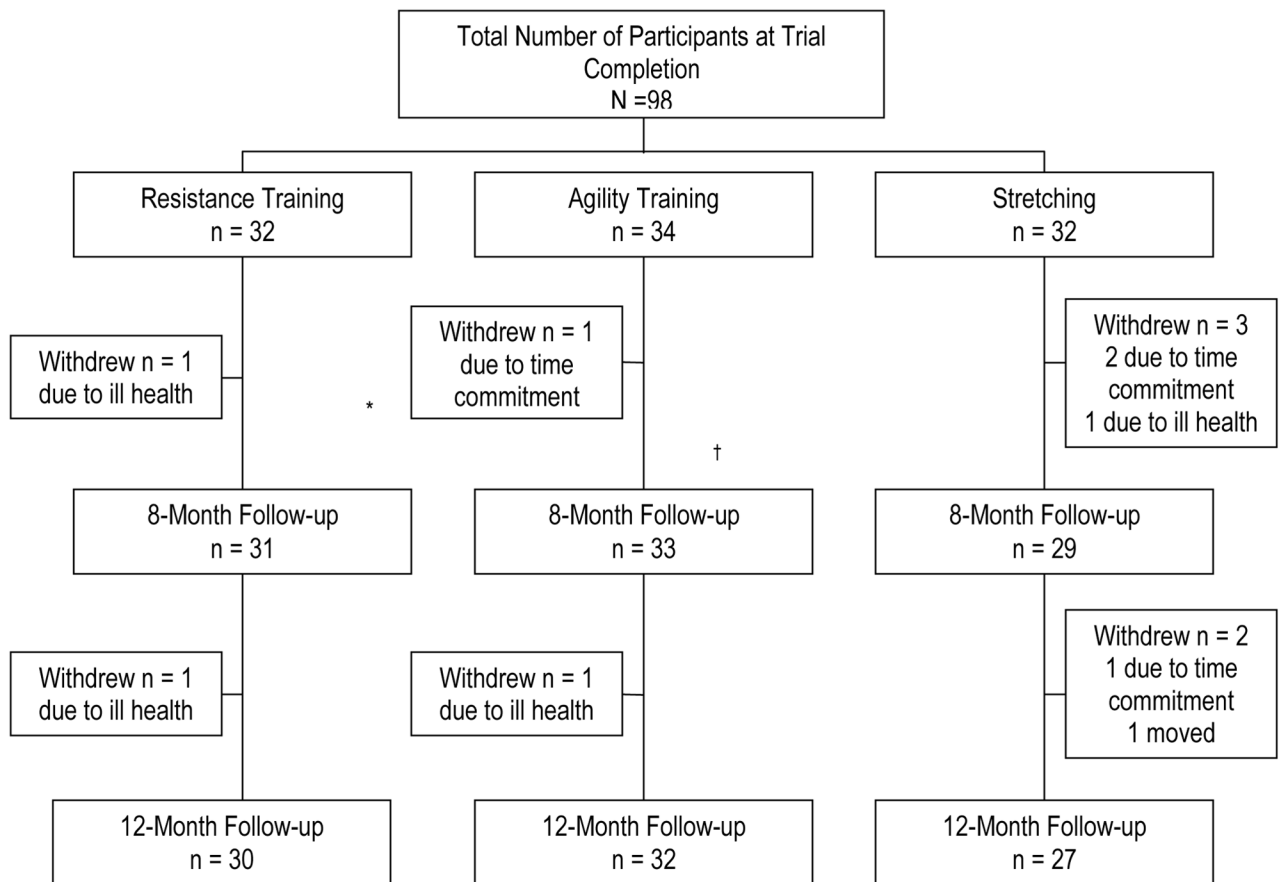 Total Number of Participants at Trial
Completion
N =98
Resistance Training
n = 32
Agility Training
n = 34
Stretching
n = 32
Withdrew n = 1
due to ill health
Withdrew n = 1
due to time
commitment
Withdrew n = 3
2 due to time
commitment
1 due to ill health
*
†
8-Month Follow-up
n = 31
8-Month Follow-up
n = 33
8-Month Follow-up
n = 29
Withdrew n = 1
due to ill health
Withdrew n = 1
due to ill health
Withdrew n = 2
1 due to time
commitment
1 moved
12-Month Follow-up
n = 30
12-Month Follow-up
n = 32
12-Month Follow-up
n = 27